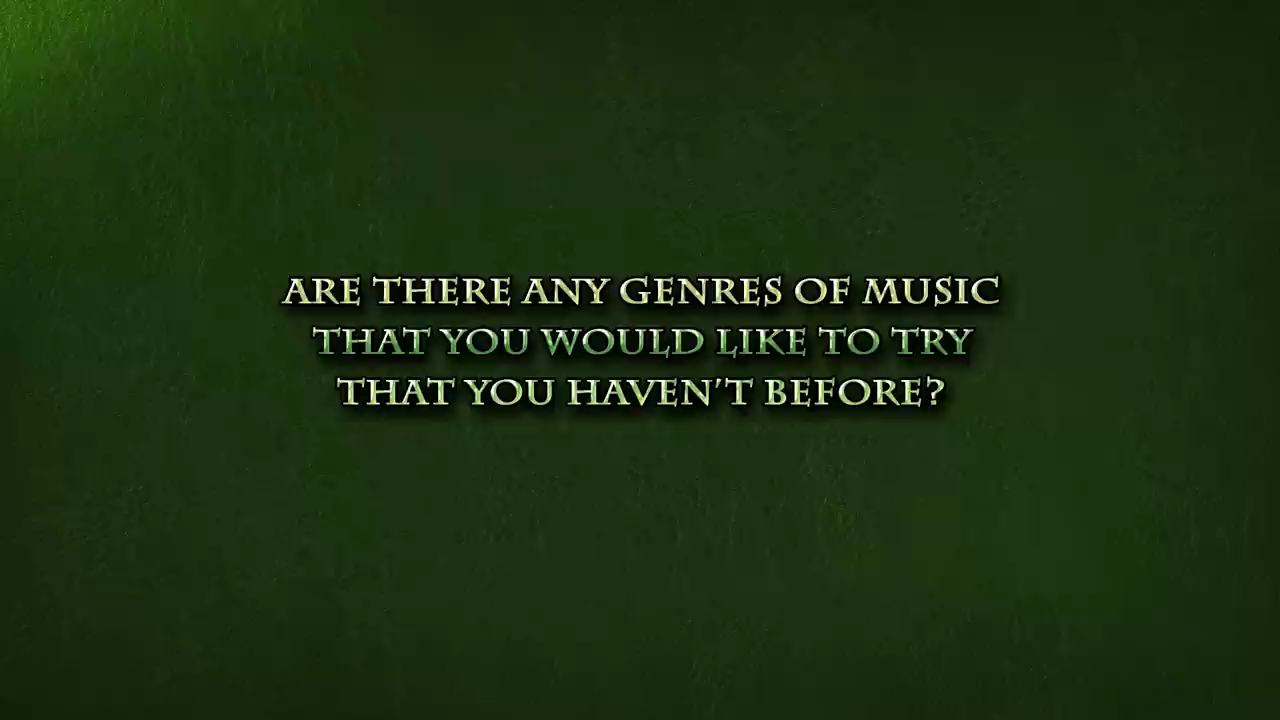 ARE THERE ANY GENRES OF MUSIC
THAT YOU WOULD LIKE TO TRY
THAT YOU HAVEN'T BEFORE?